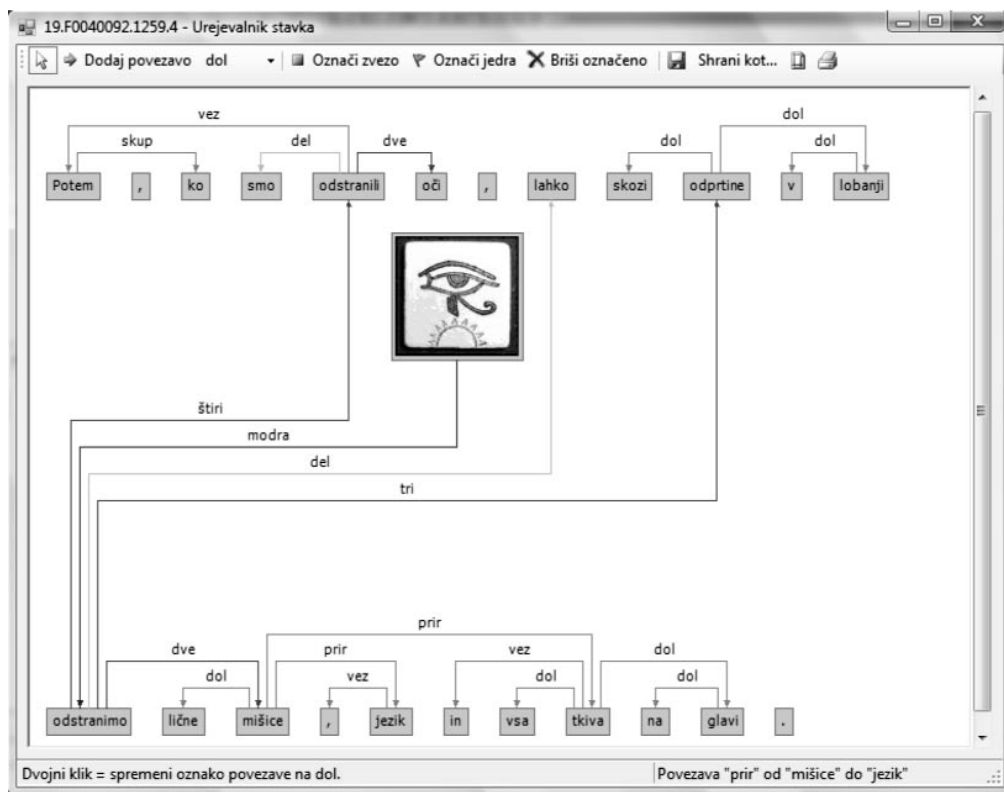 19.F0040092.1259.4 - Urejevalnik stavka
Dodaj povezavo dol Označi zvezo Označi jedra Briši označeno Shrani kot...
vez dol
skup del dve dol dol
Potem , ko smo odstranili oči , lahko skozi odprtine v lobanji
štiri
modra
del
tri
prir
dve prir vez dol
dol vez dol dol
odstranimo lične mišice , jezik in vsa tkiva na glavi .
Dvojni klik = spremeni oznako povezave na dol. Povezava "prir" od "mišice" do "jezik"